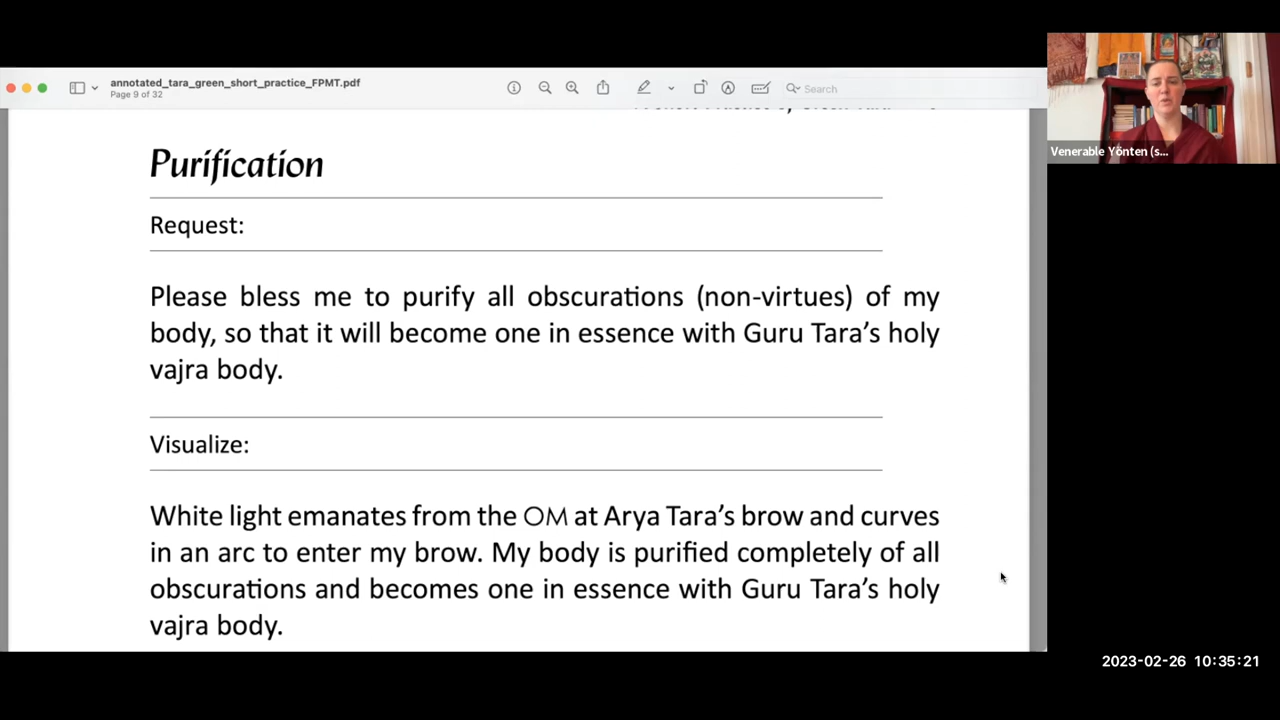 annotated_tara_green_short_practice_FPMT.pdf
Page 9 of 32
Search
Purification
Request:
Please bless me to purify all obscurations (non-virtues) of my
body, so that it will become one in essence with Guru Tara’s holy
vajra body.
Visualize:
White light emanates from the OM at Arya Tara’s brow and curves
in an arc to enter my brow. My body is purified completely of all
obscurations and becomes one in essence with Guru Tara’s holy
vajra body.
Venerable Yönten (s...
2023-02-26 10:35:21